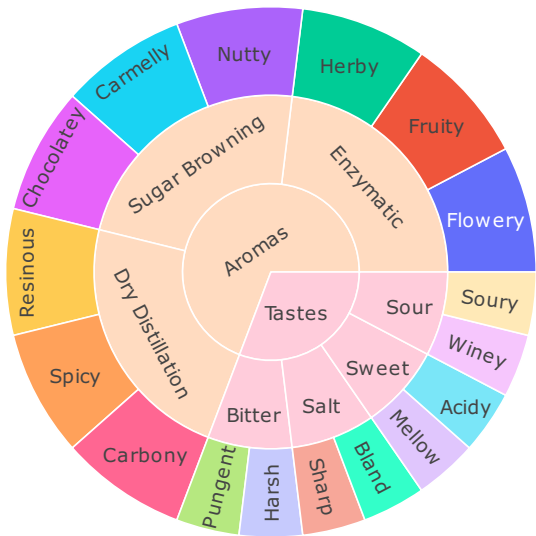 Nutty
Herby
Carmelly
Fruity
Chocolatey
Sugar Browning
Enzymatic
Flowery
Aromas
Resinous
Dry Distillation
Tastes
Sour
Soury
Winey
Spicy
Sweet
Acidy
Salt
Bitter
Mellow
Carbony
Bland
Pungent
Harsh
Sharp